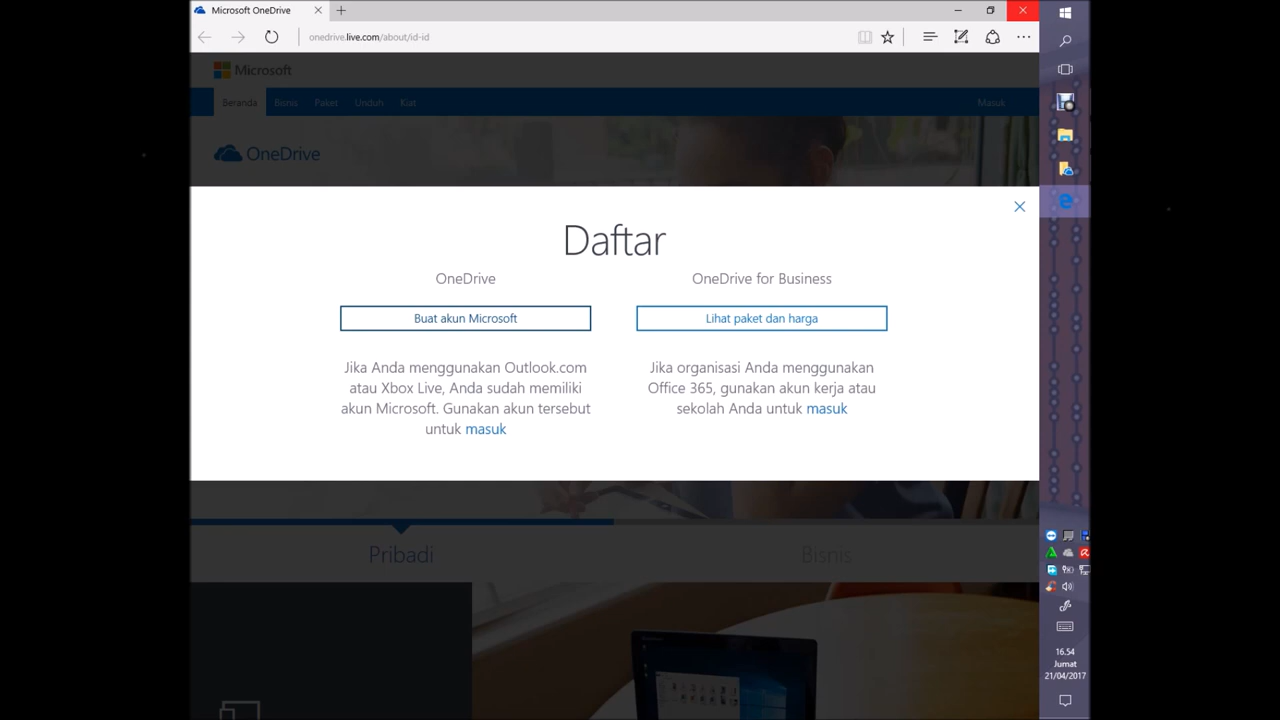 Microsoft OneDrive
onedrive.live.com/about/id-id
Microsoft
Beranda Bisnis Paket Unduh Kiat Masuk
OneDrive
Daftar
OneDrive
Buat akun Microsoft
Jika Anda menggunakan Outlook.com
atau Xbox Live, Anda sudah memiliki
akun Microsoft. Gunakan akun tersebut
untuk masuk
OneDrive for Business
Lihat paket dan harga
Jika organisasi Anda menggunakan
Office 365, gunakan akun kerja atau
sekolah Anda untuk masuk
Pribadi Bisnis
16.54
Jumat
21/04/2017